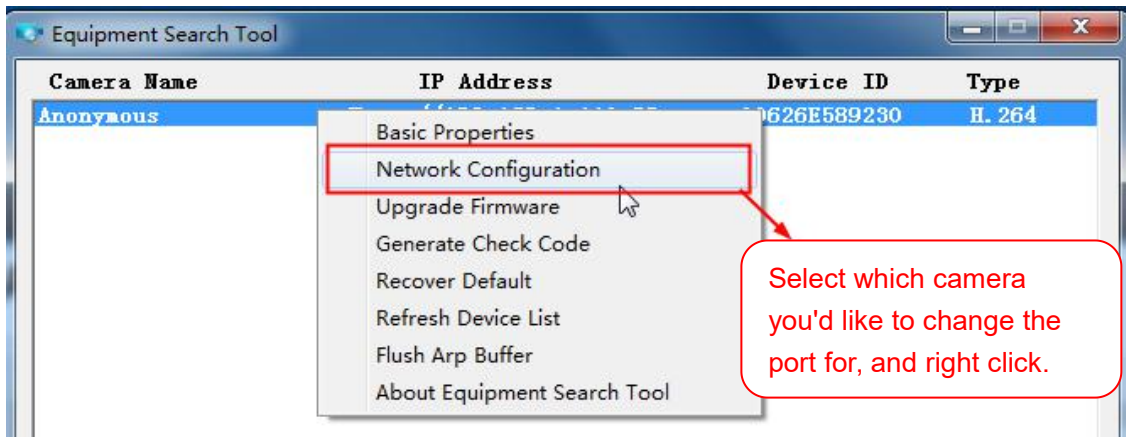 Equipment Search Tool
Camera Name IP Address Device ID Type
Anonymous 0626E589230 H.264
Basic Properties
Network Configuration
Upgrade Firmware
Generate Check Code
Recover Default
Refresh Device List
Flush Arp Buffer
About Equipment Search Tool
Select which camera
you'd like to change the
port for, and right click.